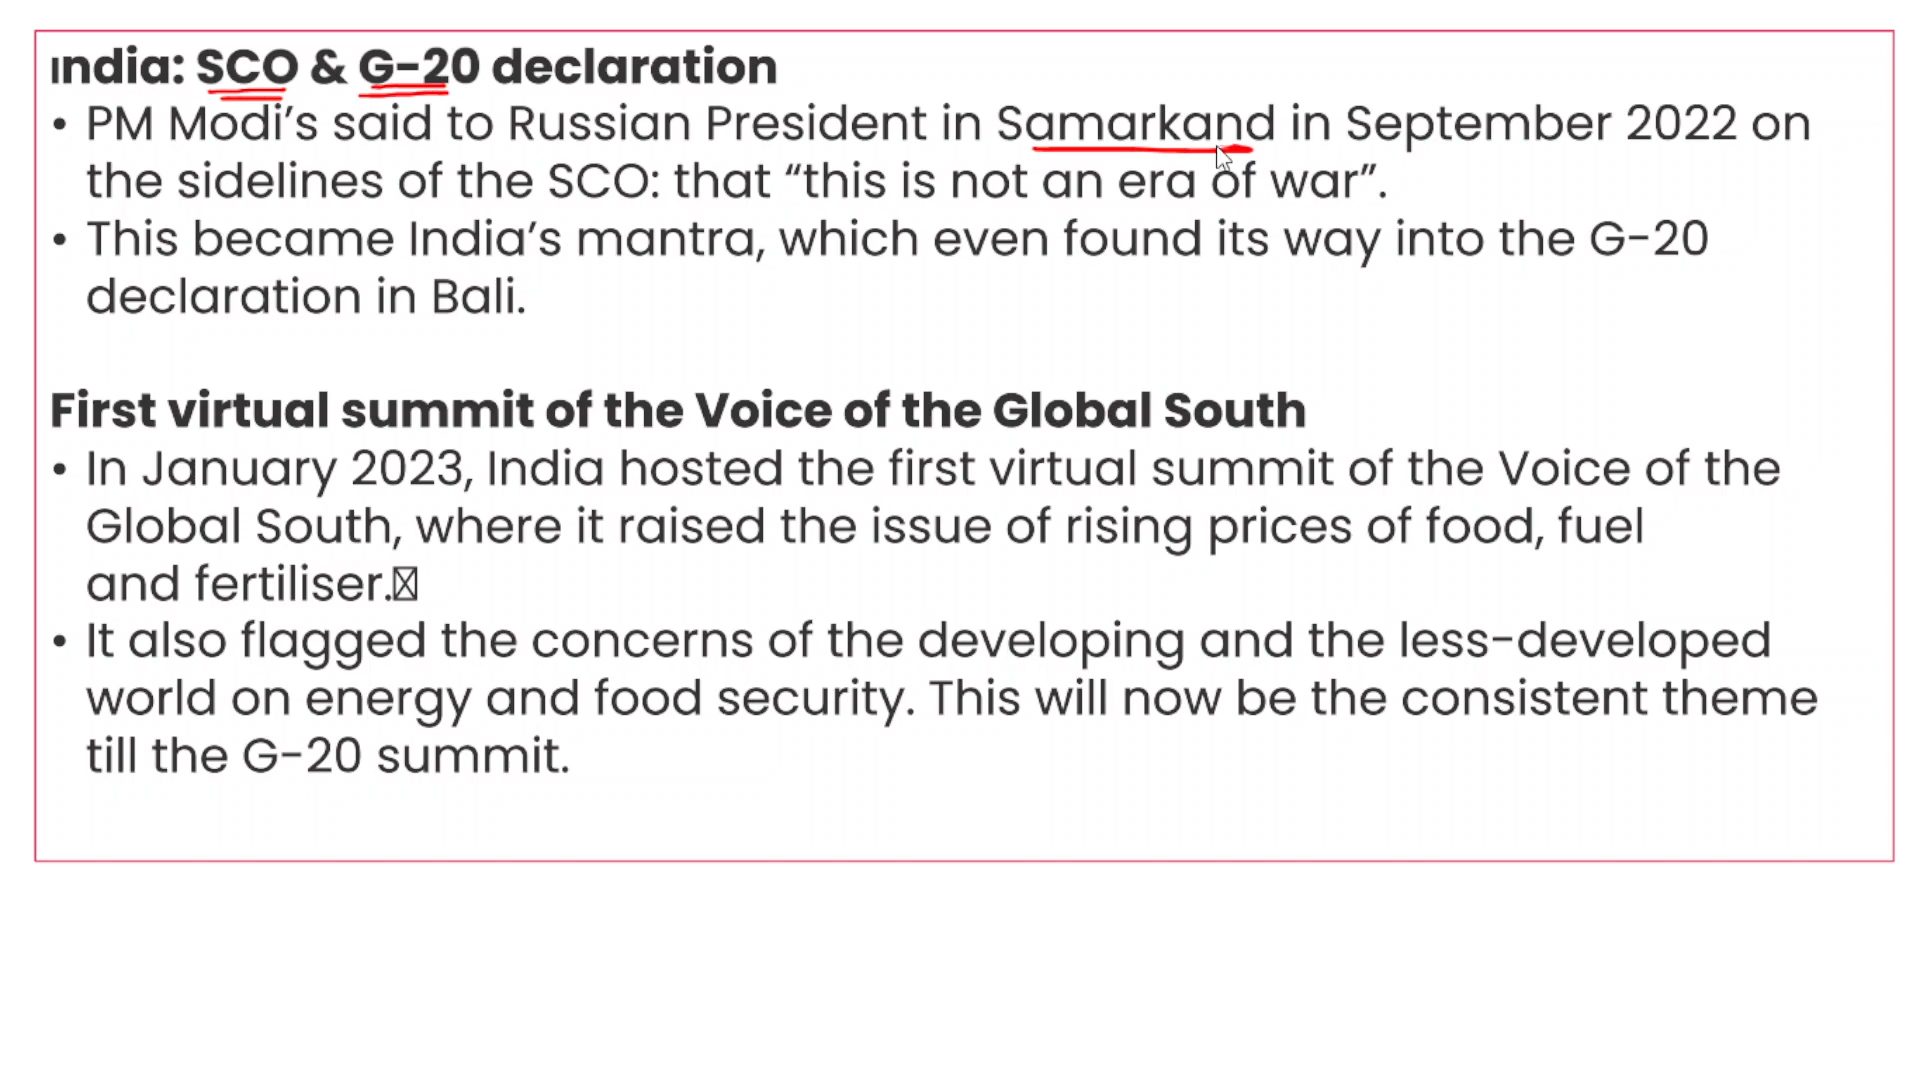 India: SCO & G-20 declaration
• PM Modi’s said to Russian President in Samarkand in September 2022 on
the sidelines of the SCO: that “this is not an era of war”.
• This became India’s mantra, which even found its way into the G-20
declaration in Bali.
First virtual summit of the Voice of the Global South
• In January 2023, India hosted the first virtual summit of the Voice of the
Global South, where it raised the issue of rising prices of food, fuel
and fertiliser.
• It also flagged the concerns of the developing and the less-developed
world on energy and food security. This will now be the consistent theme
till the G-20 summit.